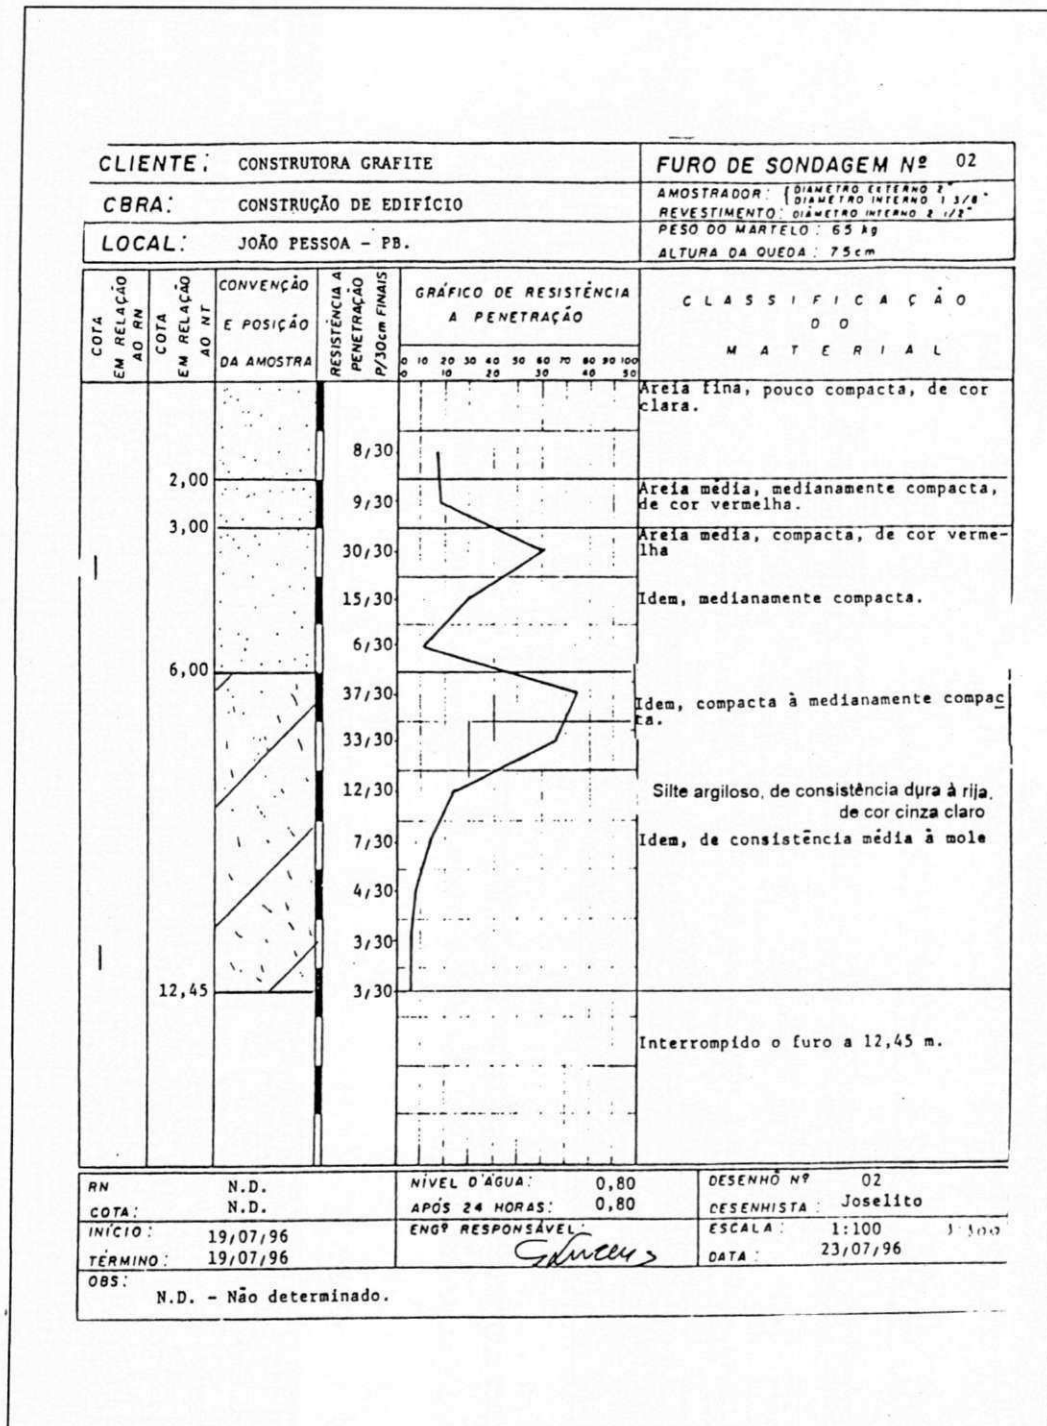 CLIENTE: CONSTRUTORA GRAFITE
FURO DE SONDAGEM Nº 02
CBRA: CONSTRUÇÃO DE EDIFÍCIO
AMOSTRADOR: { DIAMETRO EXTERNO 2"
DIAMETRO INTERNO 1 3/8"
REVESTIMENTO: DIAMETRO INTERNO 2 1/2"
LOCAL: JOÃO PESSOA - PB.
PESO DO MARTELO: 65 kg
ALTURA DA QUEDA: 75cm
COTA EM RELAÇÃO AO RN
COTA EM RELAÇÃO AO NT
CONVENÇÃO
E POSIÇÃO
DA AMOSTRA
RESISTÊNCIA A
PENETRAÇÃO
P/30cm FINAIS
GRÁFICO DE RESISTÊNCIA
A PENETRAÇÃO
0 10 20 30 40 50 60 70 80 90 100
0 10 20 30 40 50
CLASSIFICAÇÃO
DO
MATERIAL
Areia fina, pouco compacta, de cor
clara.
8/30
2,00
Areia média, medianamente compacta,
9/30
de cor vermelha.
3,00
Areia media, compacta, de cor verme-
lha
30/30
15/30
Idem, medianamente compacta.
6/30
6,00
37/30
Idem, compacta à medianamente compac
ta.
33/30
12/30
Silte argiloso, de consistência dura à rija,
de cor cinza claro
7/30
Idem, de consistência média à mole
4/30
3/30
12,45
3/30
Interrompido o furo a 12,45 m.
RN N.D.
COTA: N.D.
NÍVEL D'ÁGUA: 0,80
APÓS 24 HORAS: 0,80
DESENHO Nº 02
DESENHISTA: Joselito
INÍCIO: 19/07/96
TÉRMINO: 19/07/96
ENGº RESPONSÁVEL:
ESCALA: 1:100
DATA: 23/07/96
OBS:
N.D. - Não determinado.